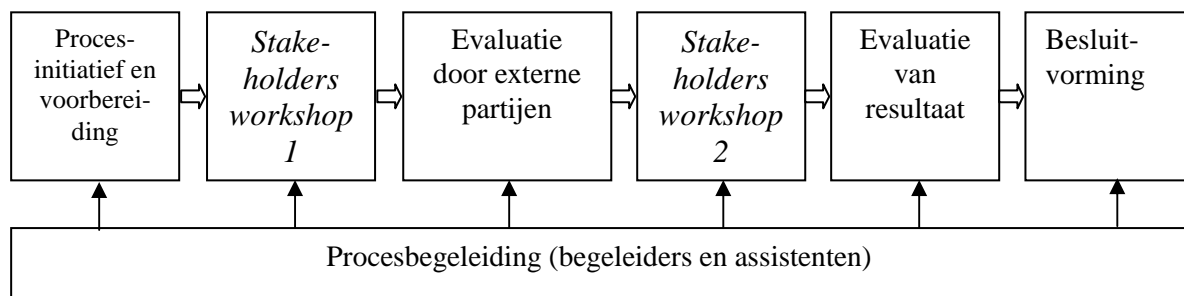 Proces-
initiatief en
voorberei-
ding
Stake-
holders
workshop
1
Evaluatie
door externe
partijen
Stake-
holders
workshop
2
Evaluatie
van
resultaat
Besluit-
vorming
Procesbegeleiding (begeleiders en assistenten)